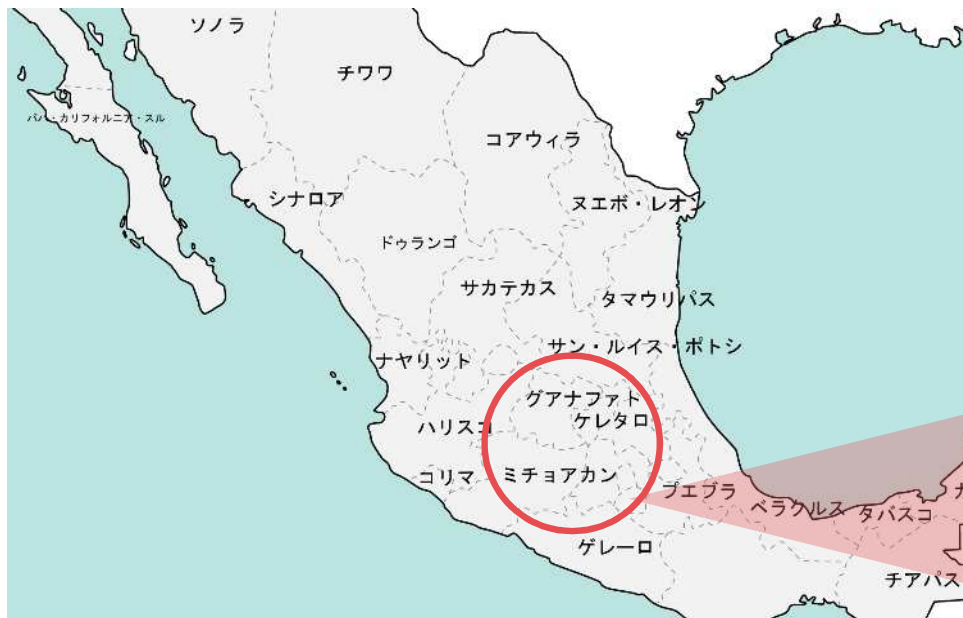 ソノラ
チワワ
ババ・カリフォルニア・スル
コアウィラ
シナロア
ヌエボ・レオン
ドゥランゴ
サカテカス
タマウリパス
サン・ルイス・ポトシ
ナヤリット
グアナファト
ケレタロ
ハリスコ
コリマ
ミチョアカン
プエブラ
ベラクルス
タバスコ
ゲレーロ
チアパス